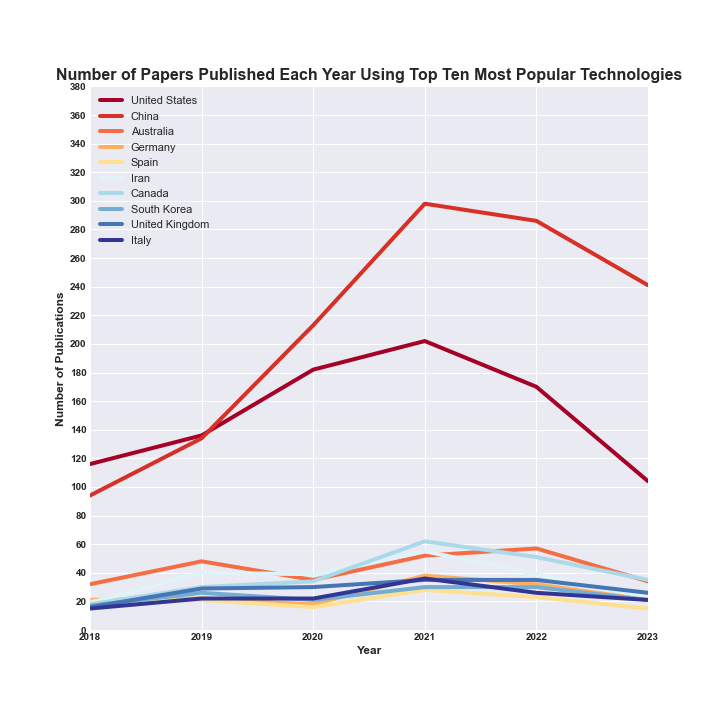 Number of Papers Published Each Year Using Top Ten Most Popular Technologies
380
360
340
320
300
280
260
240
220
200
180
160
140
120
100
80
60
40
20
0
Number of Publications
United States
China
Australia
Germany
Spain
Iran
Canada
South Korea
United Kingdom
Italy
2018 2019 2020 2021 2022 2023
Year